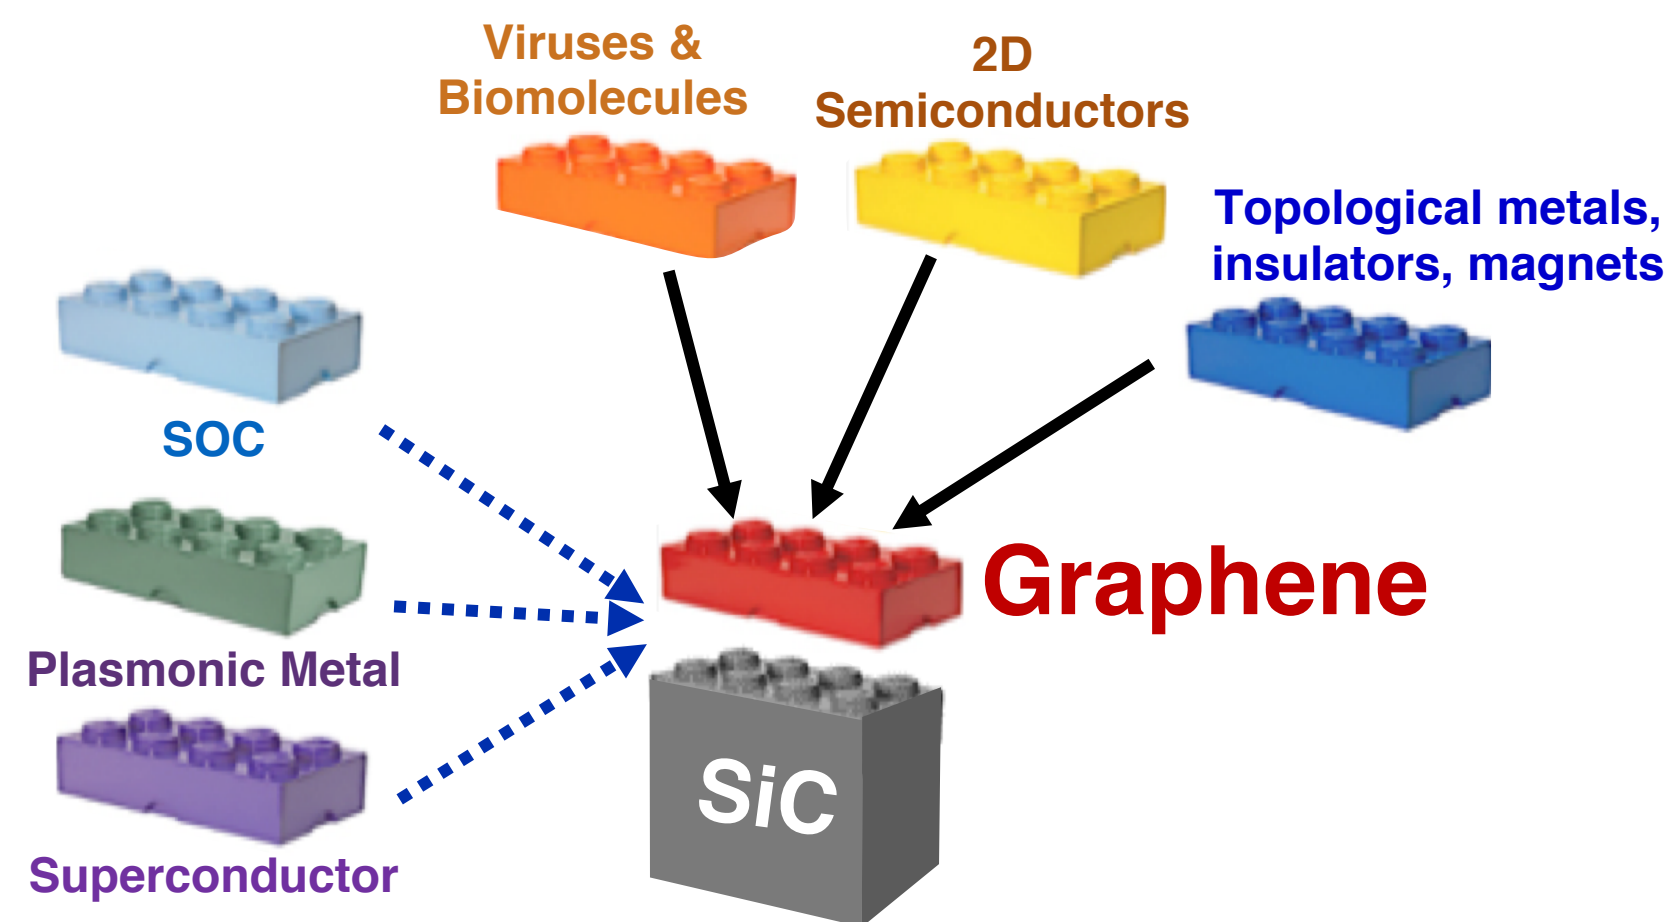 Viruses &
Biomolecules
2D
Semiconductors
Topological metals,
insulators, magnets
SOC
Graphene
Plasmonic Metal
SiC
Superconductor